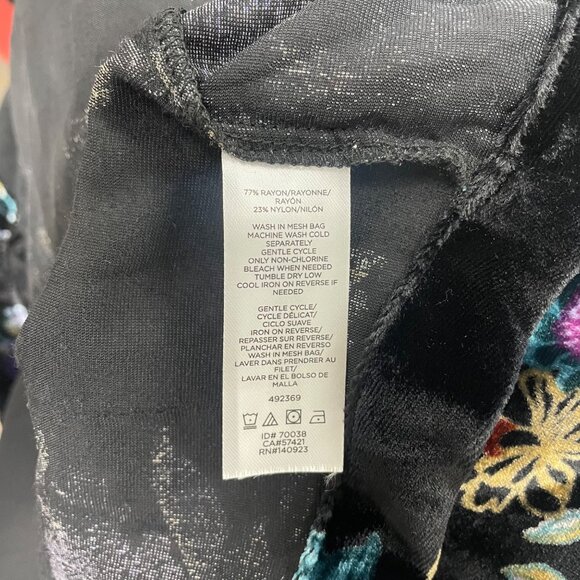 77% RAYON/RAYONNE/
RAYÓN
23% NYLON/NILÓN
WASH IN MESH BAG
MACHINE WASH COLD
SEPARATELY
GENTLE CYCLE
ONLY NON-CHLORINE
BLEACH WHEN NEEDED
TUMBLE DRY LOW
COOL IRON ON REVERSE IF
NEEDED
GENTLE CYCLE/
CYCLE DÉLICAT/
CICLO SUAVE
IRON ON REVERSE/
REPASSER SUR REVERSE/
PLANCHAR EN REVERSO
WASH IN MESH BAG/
LAVER DANS PRENDRE AU
FILET/
LAVAR EN EL BOLSO DE
MALLA
492369
ID# 70038
CA#57421
RN#140923